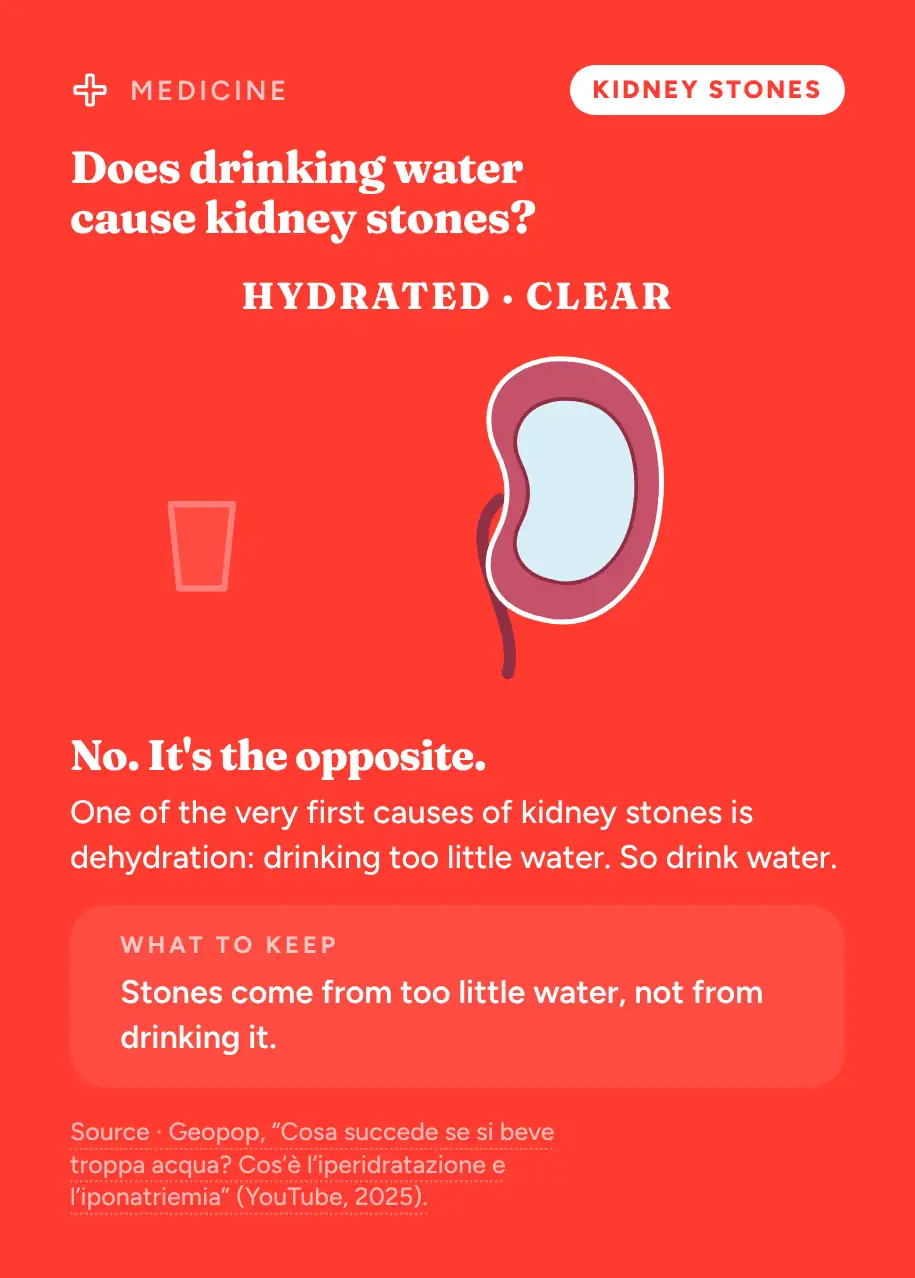 MEDICINE
KIDNEY STONES
Does drinking water
cause kidney stones?
HYDRATED · CLEAR
No. It's the opposite.
One of the very first causes of kidney stones is
dehydration: drinking too little water. So drink water.
WHAT TO KEEP
Stones come from too little water, not from
drinking it.
Source · Geopop, “Cosa succede se si beve
troppa acqua? Cos’è l’iperidratazione e
l’iponatriemia” (YouTube, 2025).